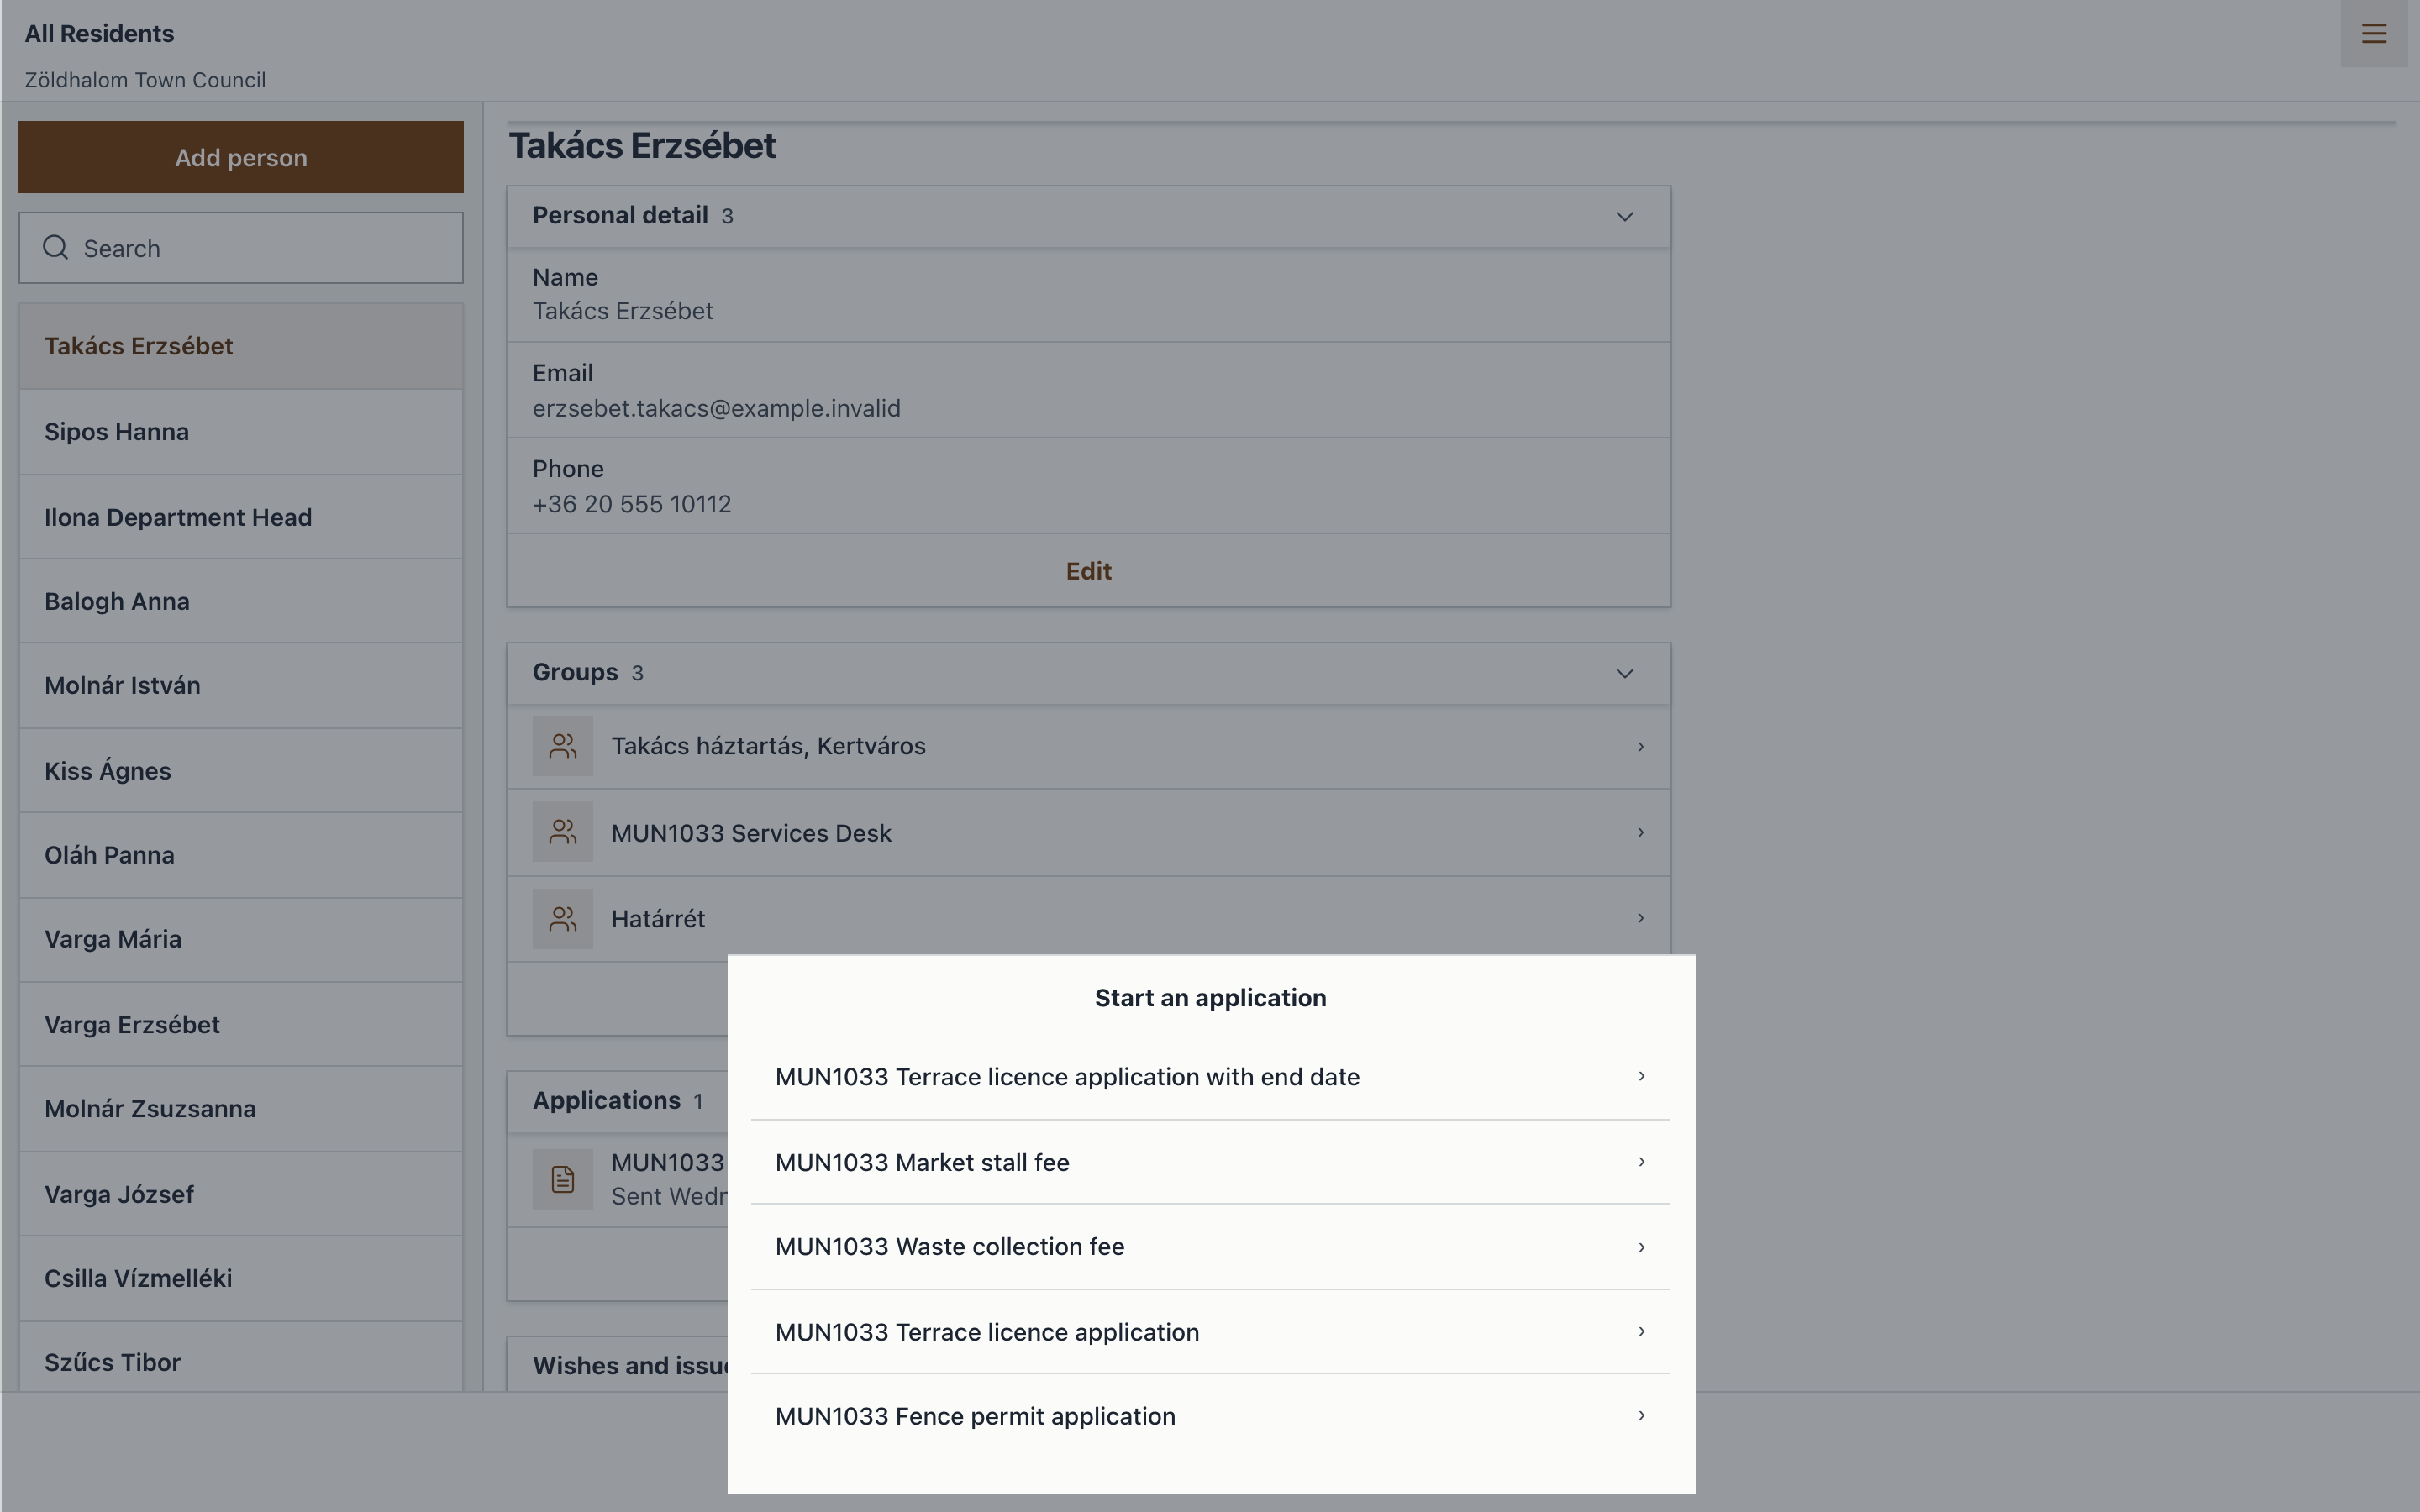 All Residents
Zöldhalom Town Council
Add person
Search
Takács Erzsébet
Sipos Hanna
Ilona Department Head
Balogh Anna
Molnár István
Kiss Ágnes
Oláh Panna
Varga Mária
Varga Erzsébet
Molnár Zsuzsanna
Varga József
Csilla Vízmelléki
Szűcs Tibor
Takács Erzsébet
Personal detail 3
Name
Takács Erzsébet
Email
erzsebet.takacs@example.invalid
Phone
+36 20 555 10112
Edit
Groups 3
Takács háztartás, Kertváros
MUN1033 Services Desk
Határrét
Applications 1
MUN1033
Sent
Wishes and
Start an application
MUN1033 Terrace licence application with end date
MUN1033 Market stall fee
MUN1033 Waste collection fee
MUN1033 Terrace licence application
MUN1033 Fence permit application